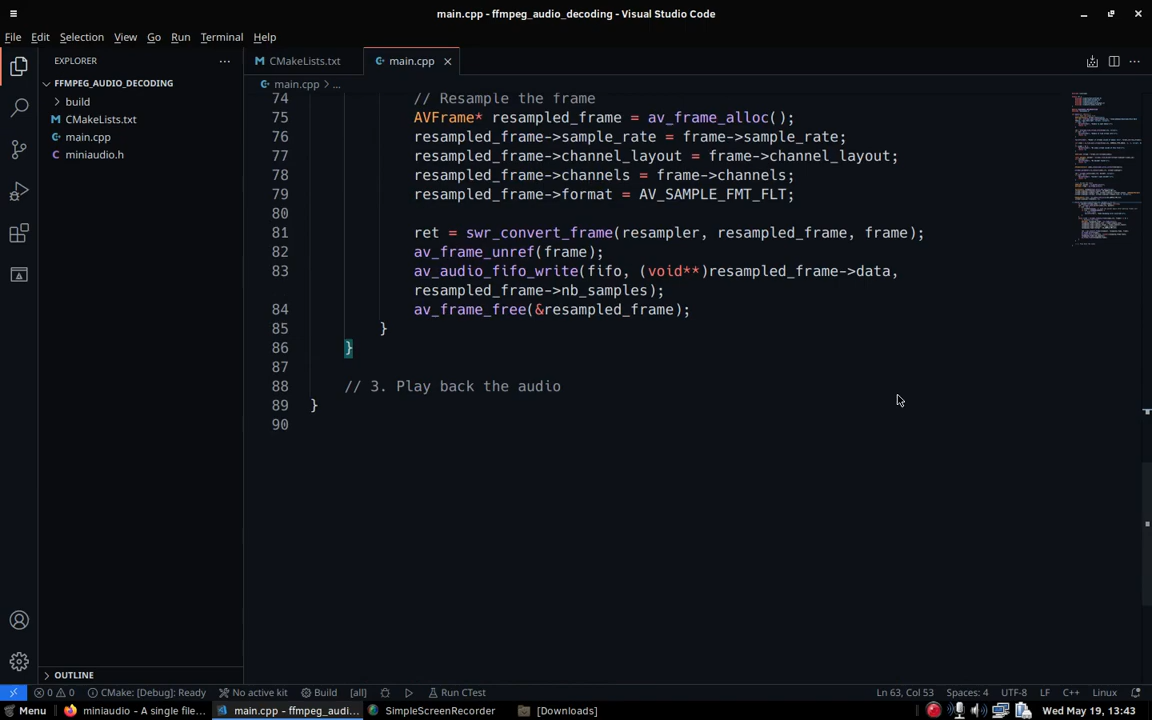 main.cpp - ffmpeg_audio_decoding - Visual Studio Code
File Edit Selection View Go Run Terminal Help
EXPLORER
FFMPEG_AUDIO_DECODING
build
CMakeLists.txt
main.cpp
miniaudio.h
OUTLINE
CMakeLists.txt main.cpp
main.cpp > ...
74 // Resample the frame
75 AVFrame* resampled_frame = av_frame_alloc();
76 resampled_frame->sample_rate = frame->sample_rate;
77 resampled_frame->channel_layout = frame->channel_layout;
78 resampled_frame->channels = frame->channels;
79 resampled_frame->format = AV_SAMPLE_FMT_FLT;
80
81 ret = swr_convert_frame(resampler, resampled_frame, frame);
82 av_frame_unref(frame);
83 av_audio_fifo_write(fifo, (void**)resampled_frame->data,
resampled_frame->nb_samples);
84 av_frame_free(&resampled_frame);
85 }
86 }
87
88 // 3. Play back the audio
89 }
90
0 0 CMake: [Debug]: Ready No active kit Build [all] Run CTest Ln 63, Col 53 Spaces: 4 UTF-8 LF C++ Linux
Menu miniaudio - A single file... main.cpp - ffmpeg_audi... SimpleScreenRecorder [Downloads] Wed May 19, 13:43